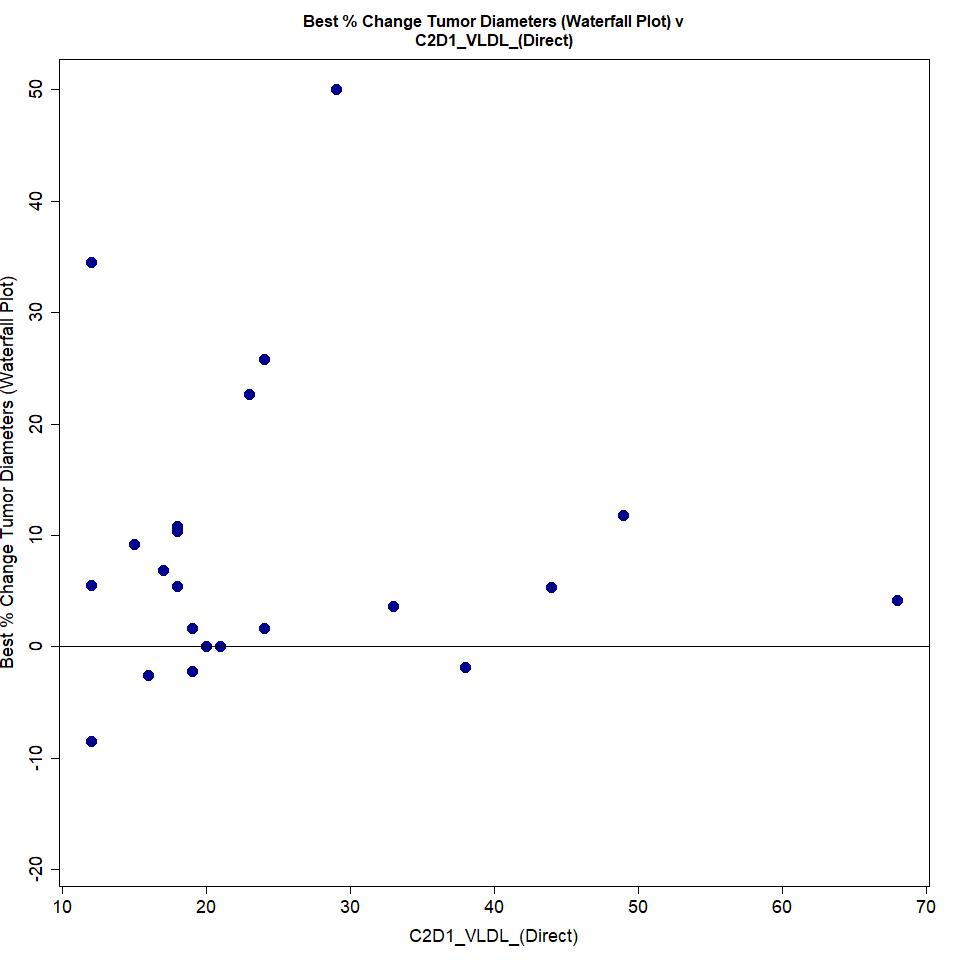 Best % Change Tumor Diameters (Waterfall Plot) v
C2D1_VLDL_(Direct)
Best % Change Tumor Diameters (Waterfall Plot)
50
40
30
20
10
0
-10
-20
10 20 30 40 50 60 70
C2D1_VLDL_(Direct)